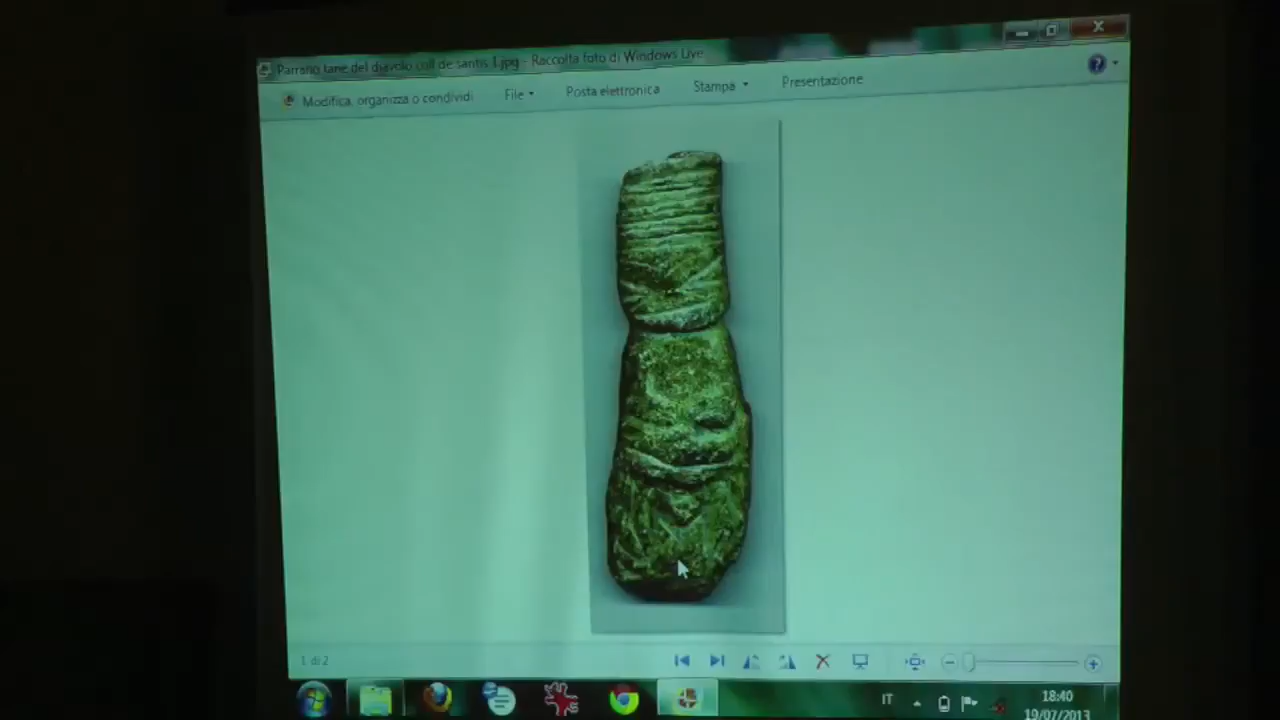 Parrano tane del diavolo coll de santis 1.jpg - Raccolta foto di Windows Live
Modifica, organizza o condividi File Posta elettronica Stampa Presentazione
?
1 di 2
IT
18:40
19/07/2013